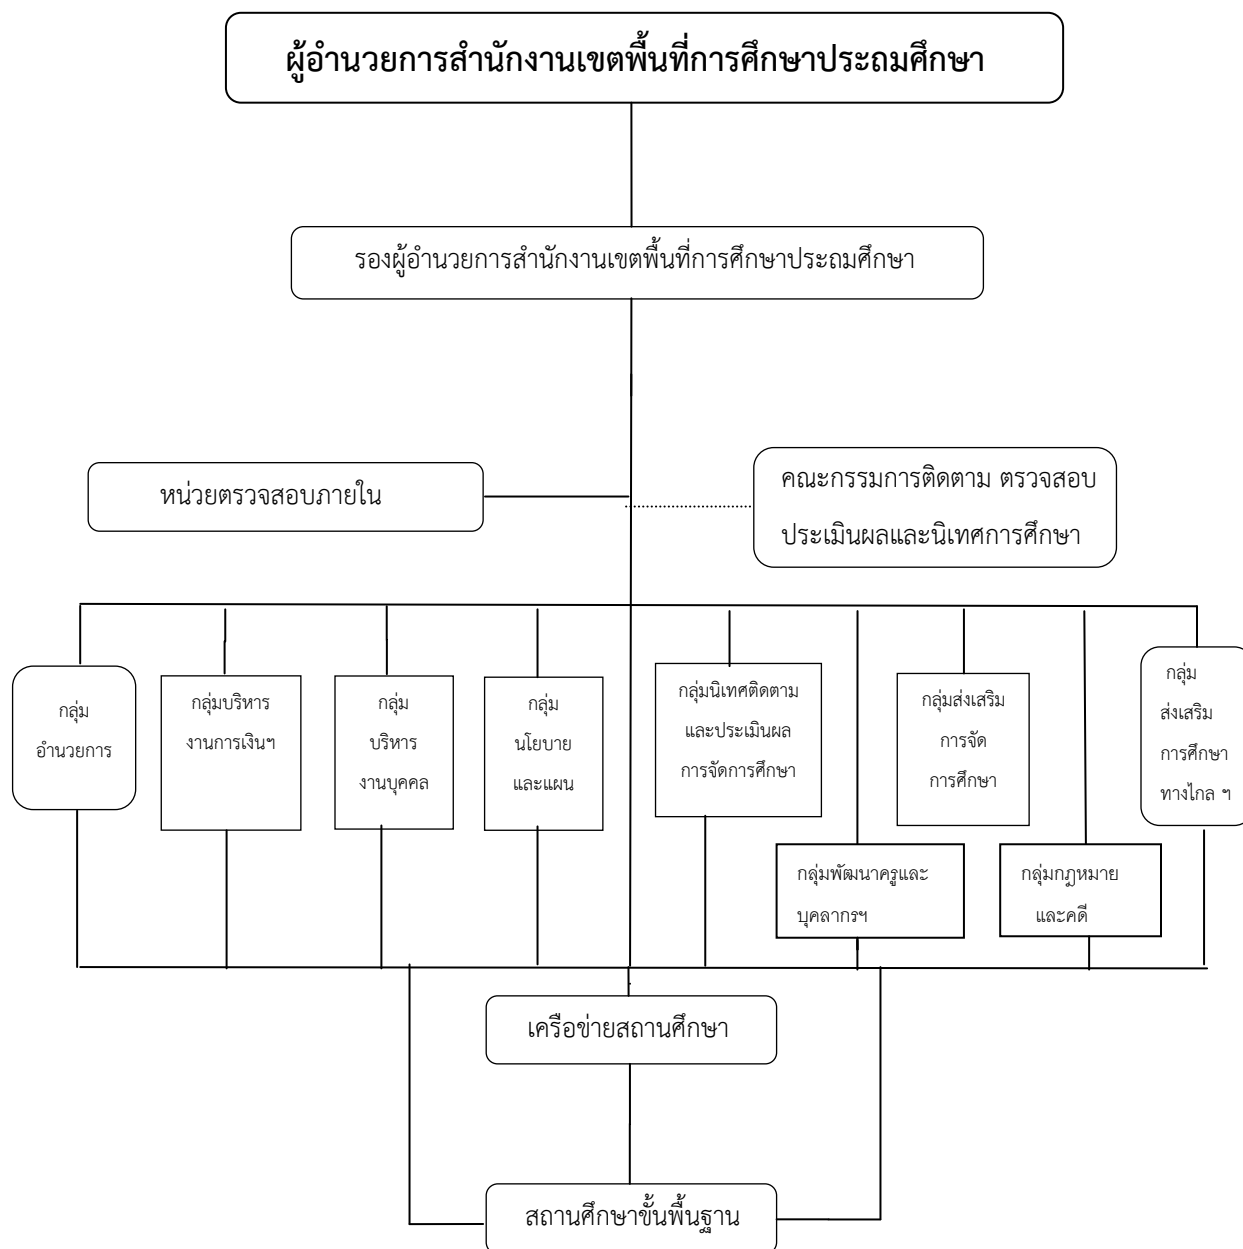 ผู้อำนวยการสำนักงานเขตพื้นที่การศึกษาประถมศึกษา
รองผู้อำนวยการสำนักงานเขตพื้นที่การศึกษาประถมศึกษา
หน่วยตรวจสอบภายใน
คณะกรรมการติดตาม ตรวจสอบ
ประเมินผลและนิเทศการศึกษา
กลุ่ม
อำนวยการ
กลุ่มบริหาร
งานการเงินฯ
กลุ่ม
บริหาร
งานบุคคล
กลุ่ม
นโยบาย
และแผน
กลุ่มนิเทศติดตาม
และประเมินผล
การจัดการศึกษา
กลุ่มส่งเสริม
การจัด
การศึกษา
กลุ่ม
ส่งเสริม
การศึกษา
ทางไกล ฯ
กลุ่มพัฒนาครูและ
บุคลากรฯ
กลุ่มกฎหมาย
และคดี
เครือข่ายสถานศึกษา
สถานศึกษาขั้นพื้นฐาน